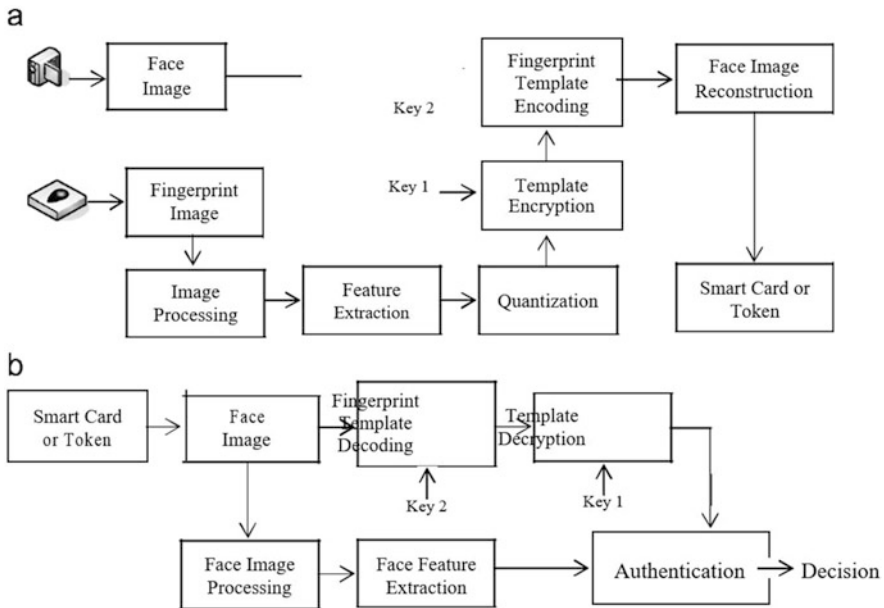 a
Face
Image
Fingerprint
Template
Encoding
Face Image
Reconstruction
Key 2
Key 1
Template
Encryption
Fingerprint
Image
Image
Processing
Feature
Extraction
Quantization
Smart Card or
Token
b
Smart Card
or Token
Face
Image
Fingerprint
Template
Decoding
Template
Decryption
Key 2
Key 1
Face Image
Processing
Face Feature
Extraction
Authentication
Decision